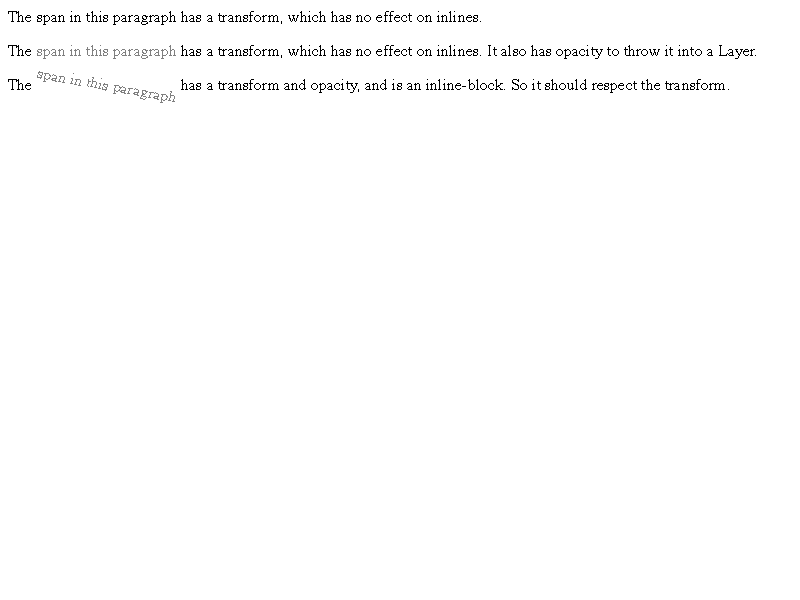 The span in this paragraph has a transform, which has no effect on inlines.
The span in this paragraph has a transform, which has no effect on inlines. It also has opacity to throw it into a Layer.
The span in this paragraph has a transform and opacity, and is an inline-block. So it should respect the transform.